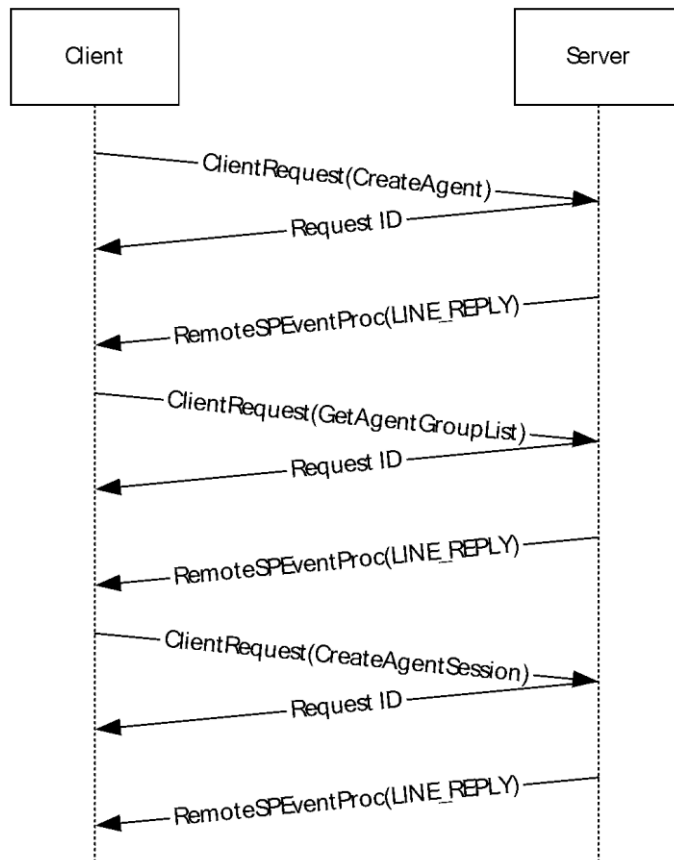 Client
Server
ClientRequest(CreateAgent)
Request ID
RemoteSPEventProc(LINE_REPLY)
ClientRequest(GetAgentGroupList)
Request ID
RemoteSPEventProc(LINE_REPLY)
ClientRequest(CreateAgentSession)
Request ID
RemoteSPEventProc(LINE_REPLY)